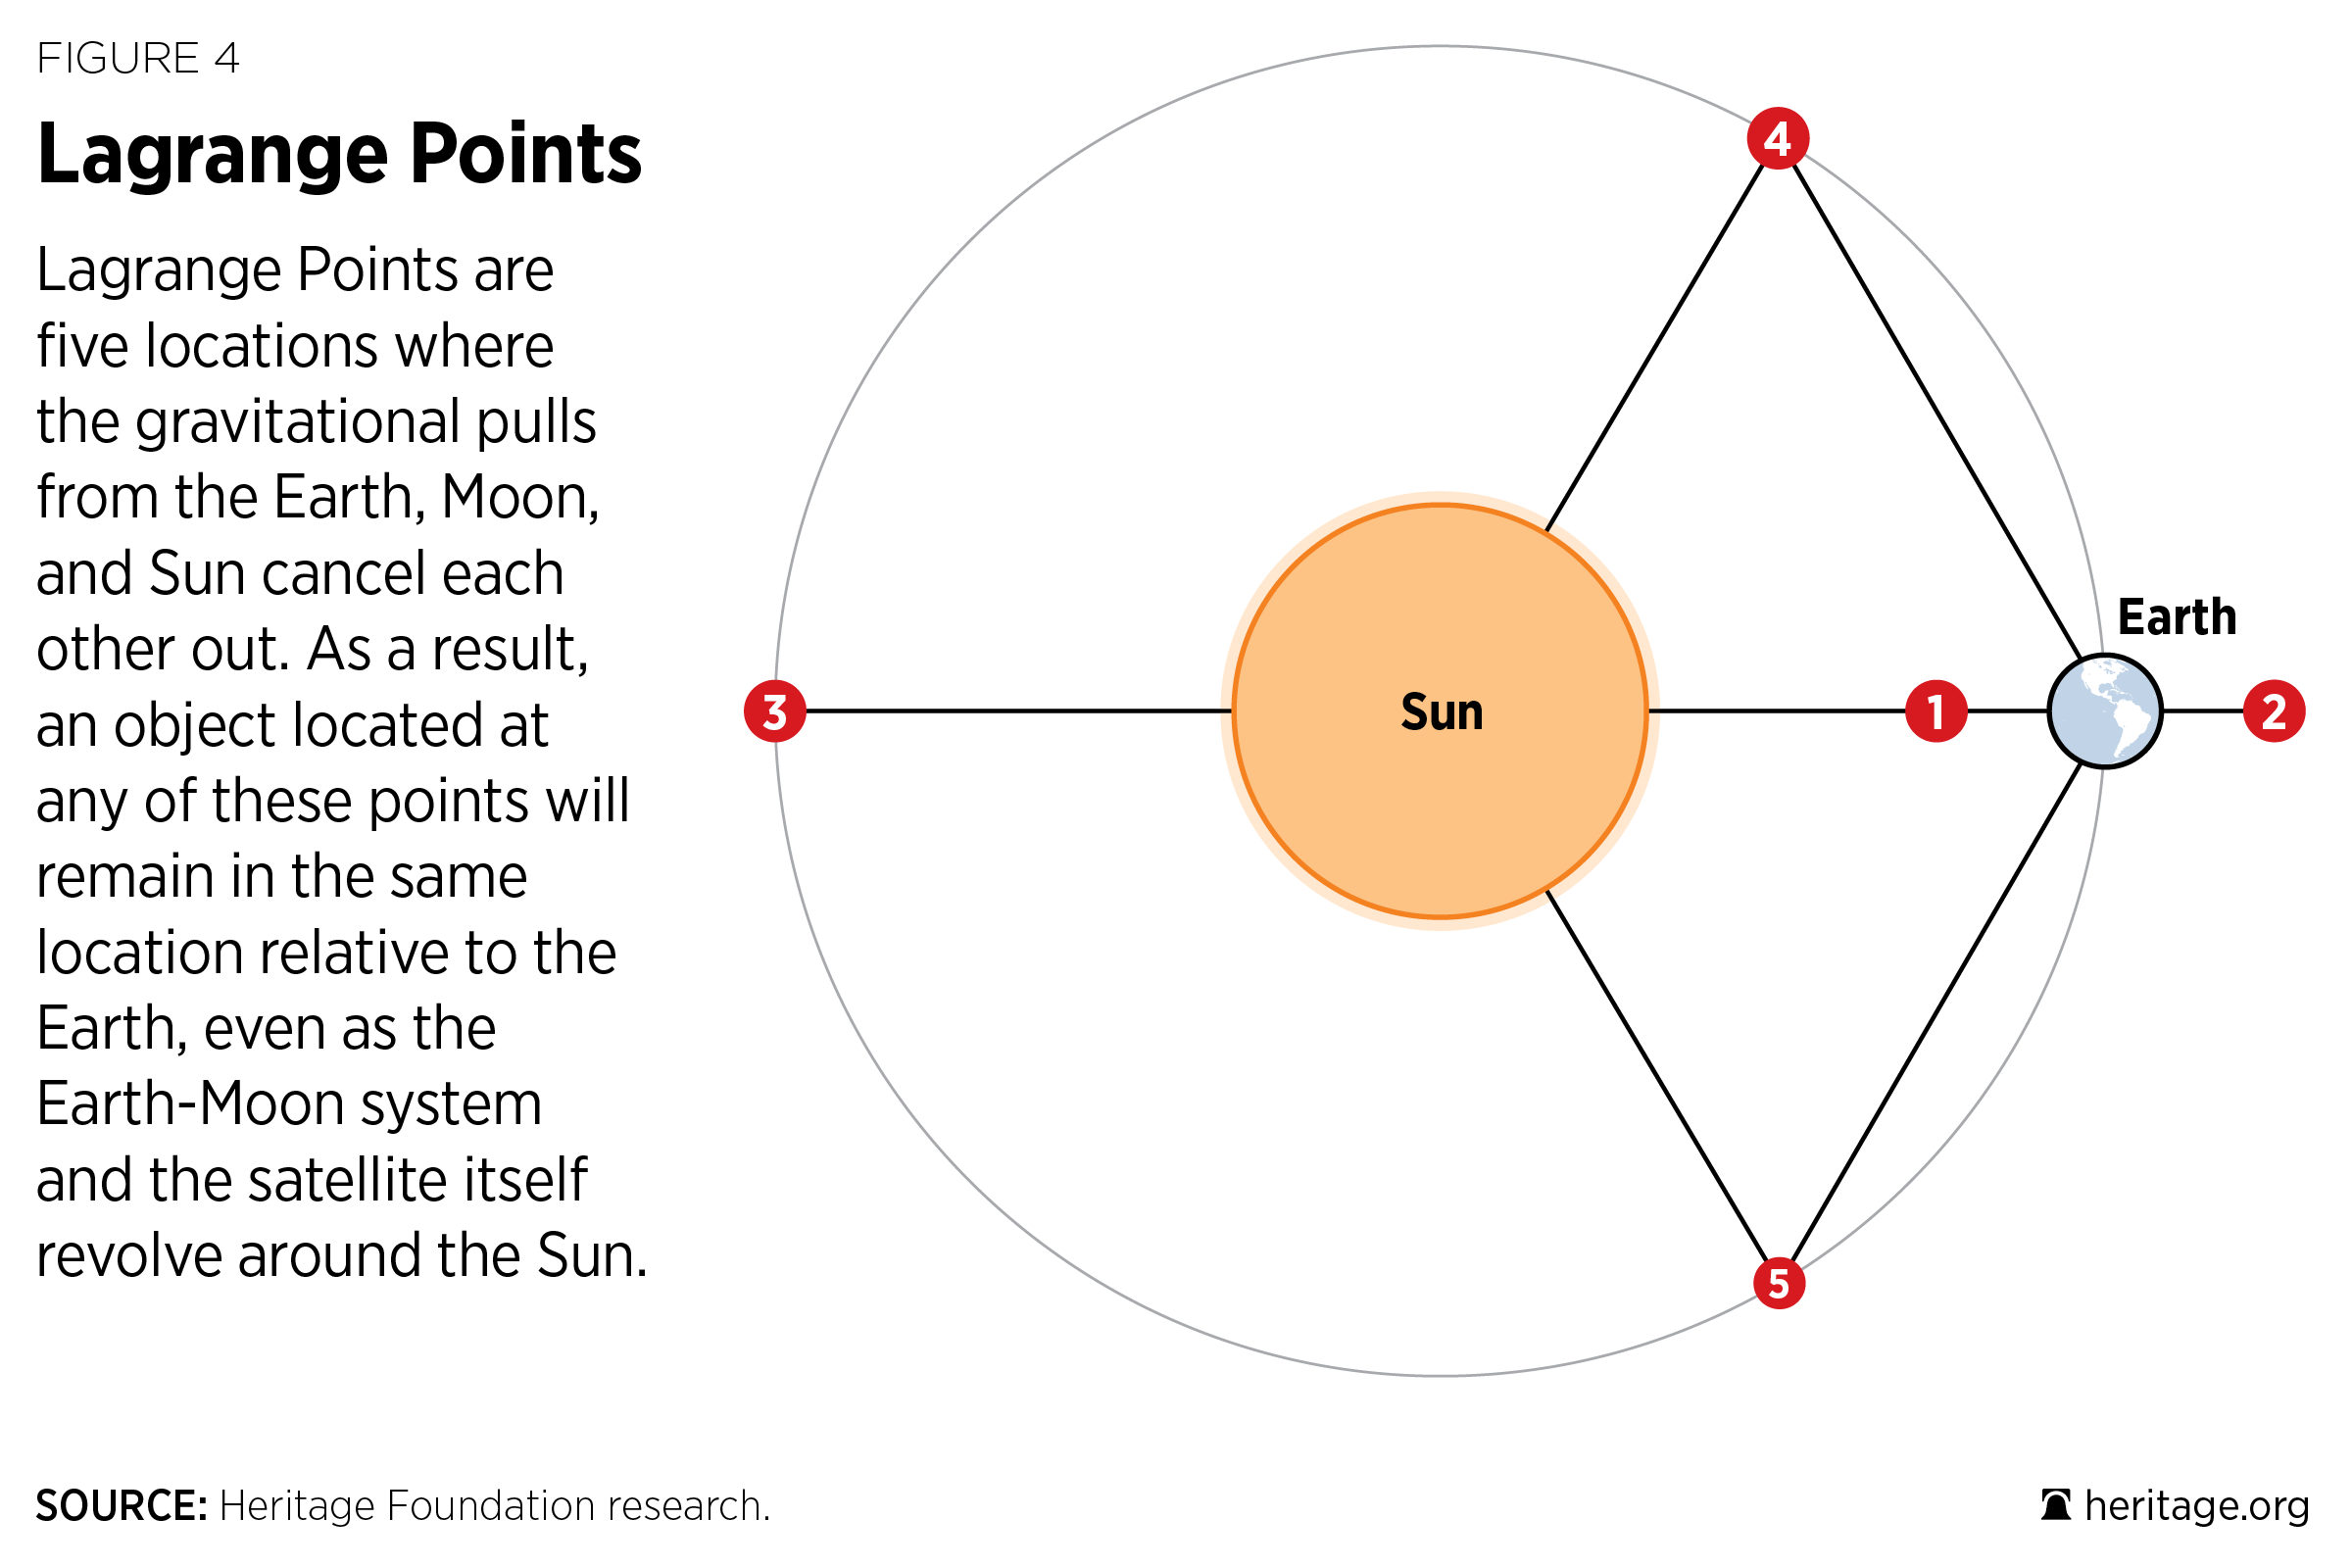 FIGURE 4
Lagrange Points
Lagrange Points are
five locations where
the gravitational pulls
from the Earth, Moon,
and Sun cancel each
other out. As a result,
an object located at
any of these points will
remain in the same
location relative to the
Earth, even as the
Earth-Moon system
and the satellite itself
revolve around the Sun.
4
Earth
3
Sun
1
2
5
SOURCE: Heritage Foundation research.
heritage.org